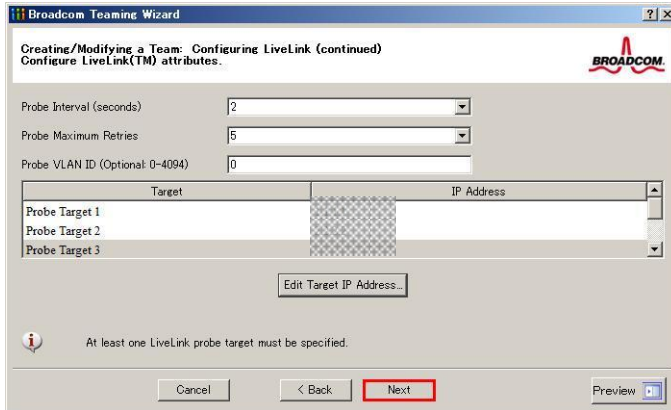 Broadcom Teaming Wizard
Creating/Modifying a Team: Configuring LiveLink (continued)
Configure LiveLink(TM) attributes.
BROADCOM.
Probe Interval (seconds)
2
Probe Maximum Retries
5
Probe VLAN ID (Optional: 0-4094)
0
Target IP Address
Probe Target 1
Probe Target 2
Probe Target 3
Edit Target IP Address...
At least one LiveLink probe target must be specified.
Cancel < Back Next Preview